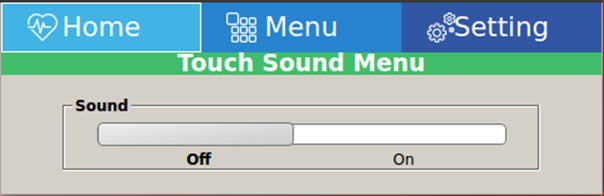 Home Menu Setting
Touch Sound Menu
Sound
Off On